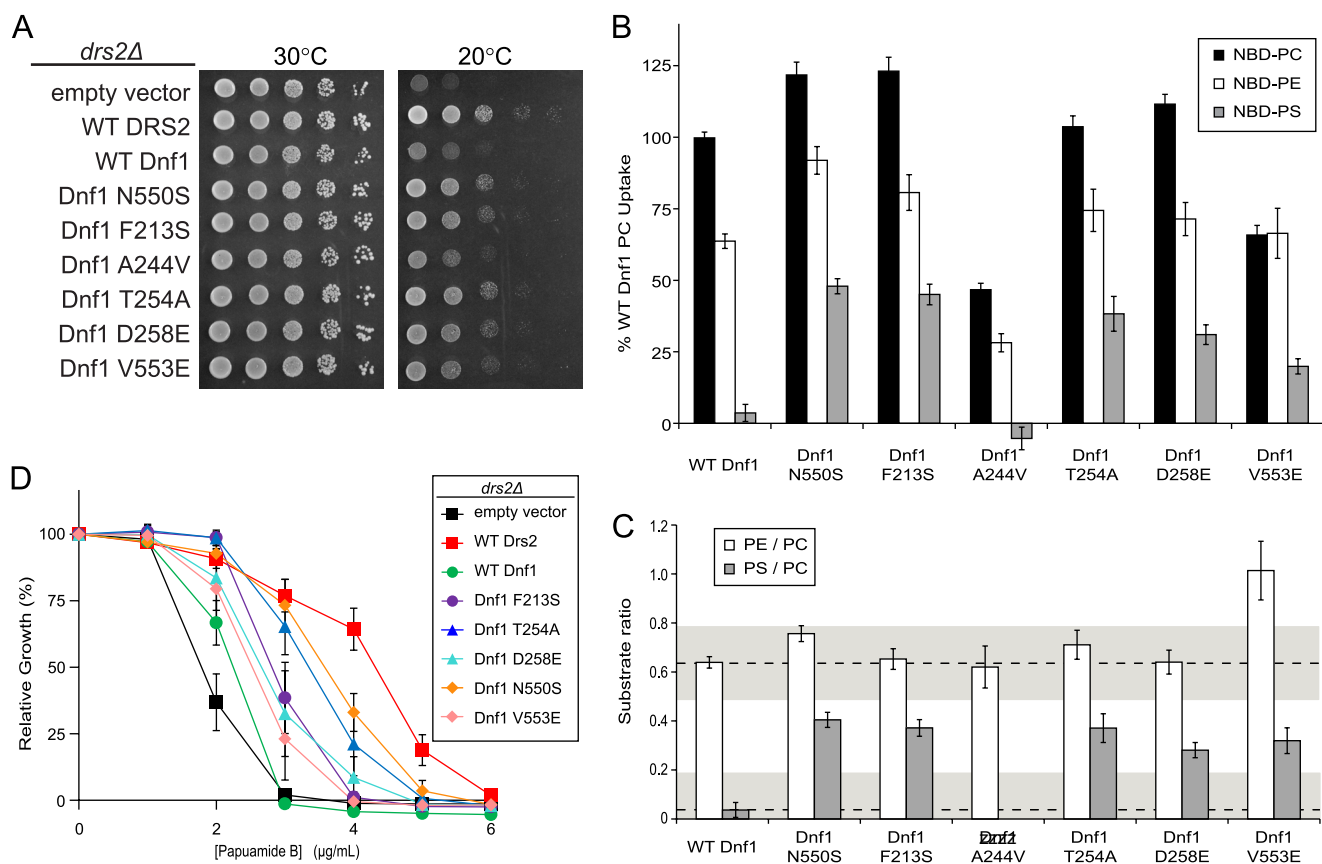 A
drs2Δ
30°C
20°C
empty vector
WT DRS2
WT Dnf1
Dnf1 N550S
Dnf1 F213S
Dnf1 A244V
Dnf1 T254A
Dnf1 D258E
Dnf1 V553E
B
% WT Dnf1 PC Uptake
125
100
75
50
25
0
NBD-PC
NBD-PE
NBD-PS
WT Dnf1
Dnf1 N550S
Dnf1 F213S
Dnf1 A244V
Dnf1 T254A
Dnf1 D258E
Dnf1 V553E
D
Relative Growth (%)
100
75
50
25
0
0
2
4
6
[Papuamide B] (µg/mL)
drs2Δ
empty vector
WT Drs2
WT Dnf1
Dnf1 F213S
Dnf1 T254A
Dnf1 D258E
Dnf1 N550S
Dnf1 V553E
C
Substrate ratio
1.2
1.0
0.8
0.6
0.4
0.2
0
PE / PC
PS / PC
WT Dnf1
Dnf1 N550S
Dnf1 F213S
A244V
Dnf1 T254A
Dnf1 D258E
Dnf1 V553E